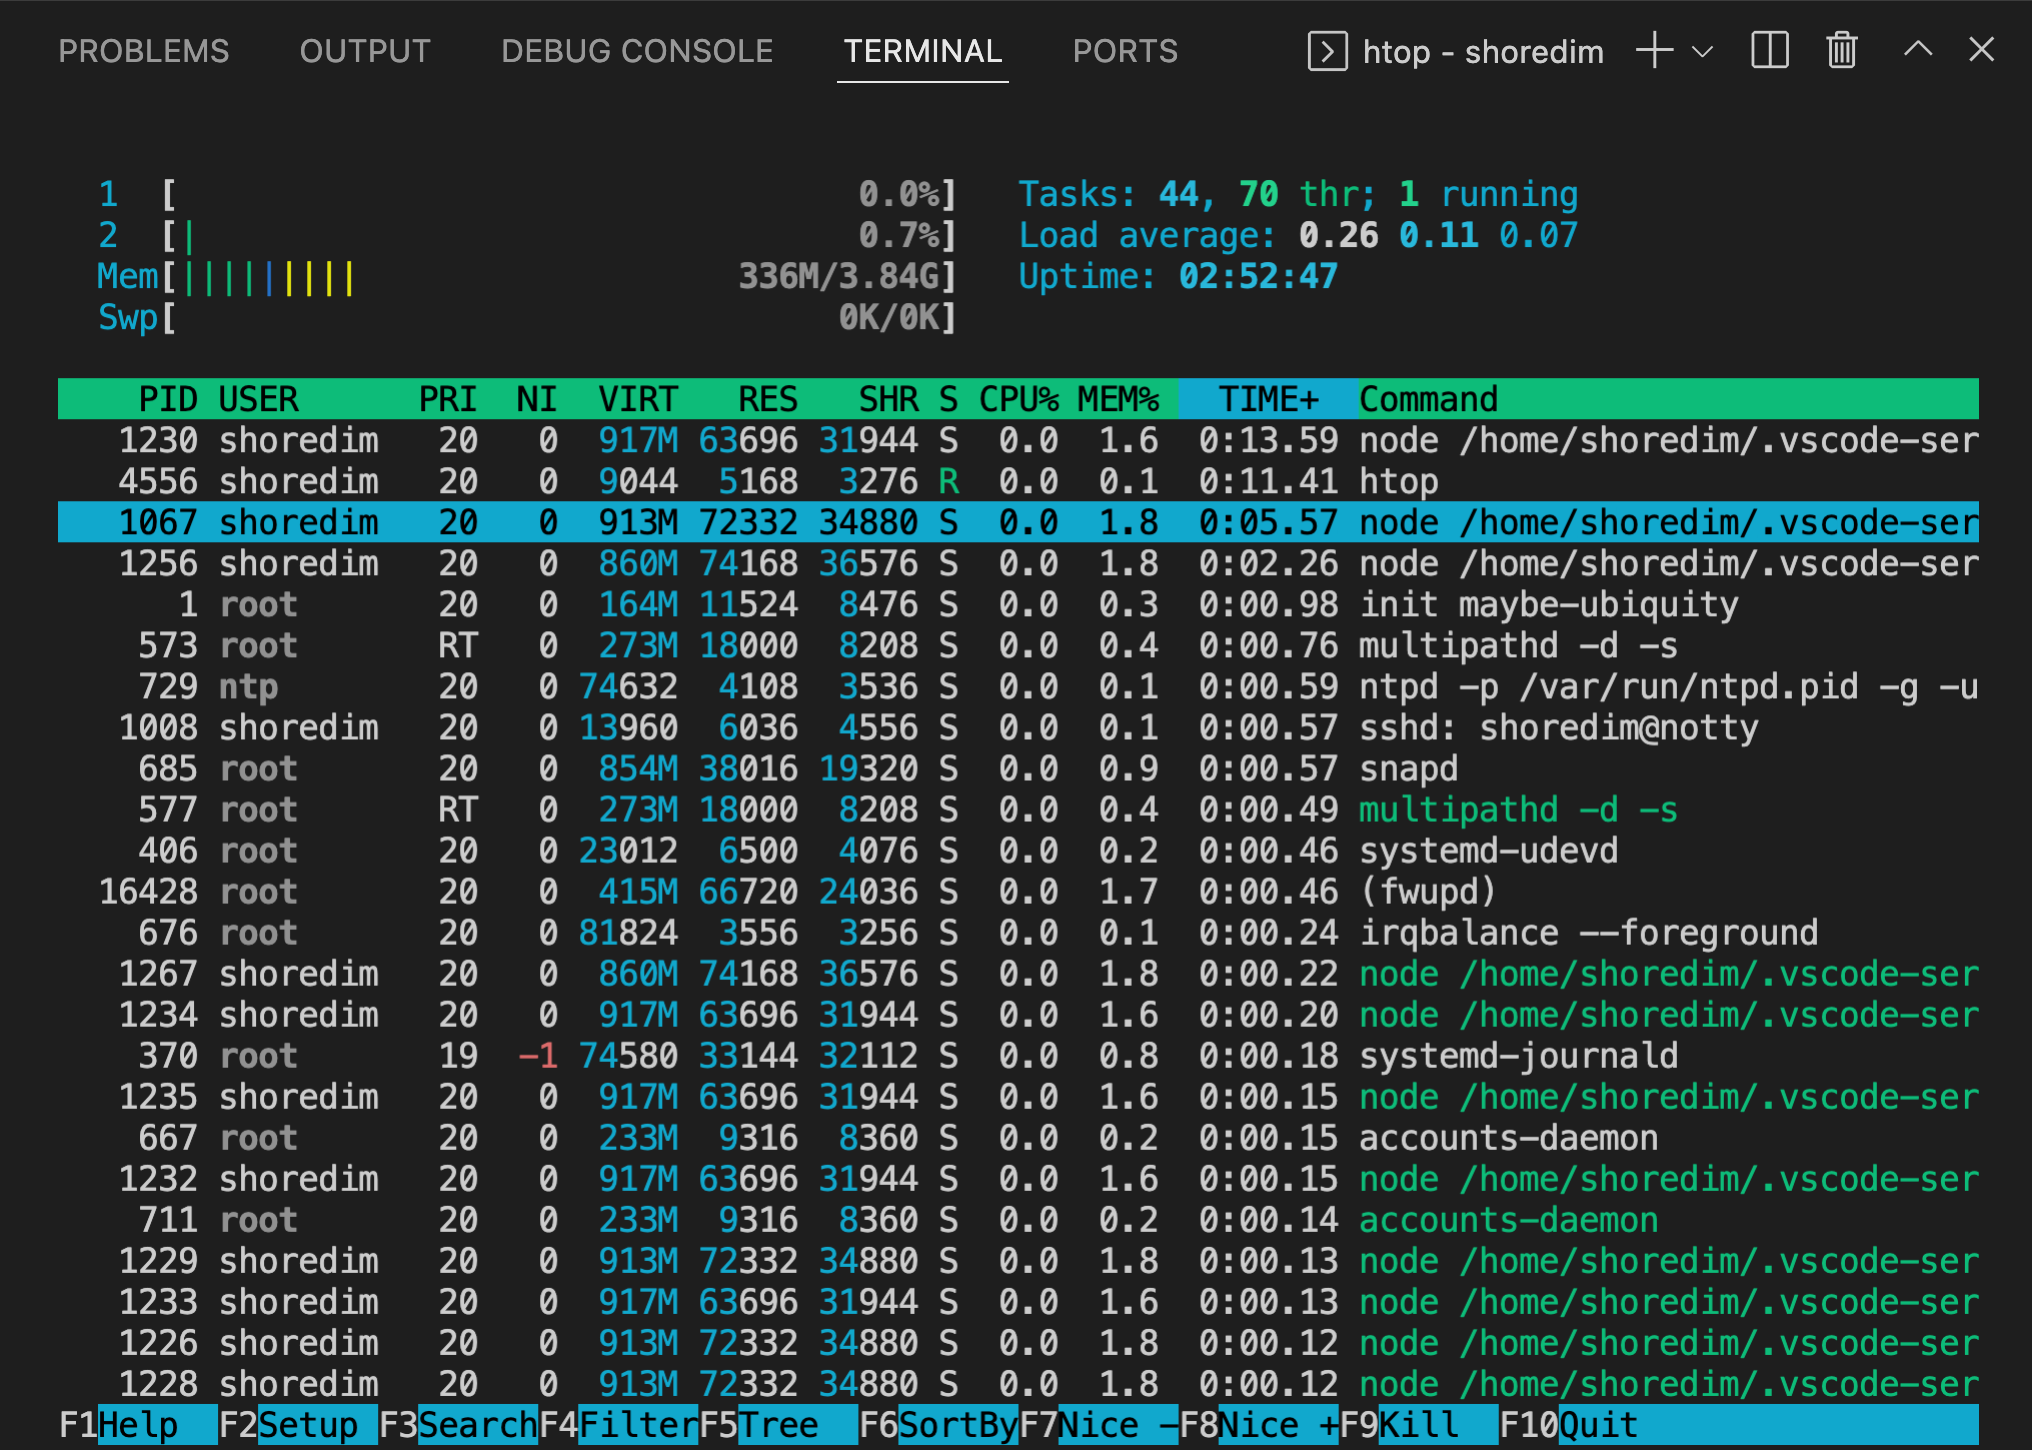 PROBLEMS OUTPUT DEBUG CONSOLE TERMINAL PORTS htop - shoredim
1 [ 0.0%] Tasks: 44, 70 thr; 1 running
2 [| 0.7%] Load average: 0.26 0.11 0.07
Mem[||||||||| 336M/3.84G] Uptime: 02:52:47
Swp[ 0K/0K]
PID USER PRI NI VIRT RES SHR S CPU% MEM% TIME+ Command
1230 shoredim 20 0 917M 63696 31944 S 0.0 1.6 0:13.59 node /home/shoredim/.vscode-ser
4556 shoredim 20 0 9044 5168 3276 R 0.0 0.1 0:11.41 htop
1067 shoredim 20 0 913M 72332 34880 S 0.0 1.8 0:05.57 node /home/shoredim/.vscode-ser
1256 shoredim 20 0 860M 74168 36576 S 0.0 1.8 0:02.26 node /home/shoredim/.vscode-ser
1 root 20 0 164M 11524 8476 S 0.0 0.3 0:00.98 init maybe-ubiquity
573 root RT 0 273M 18000 8208 S 0.0 0.4 0:00.76 multipathd -d -s
729 ntp 20 0 74632 4108 3536 S 0.0 0.1 0:00.59 ntpd -p /var/run/ntpd.pid -g -u
1008 shoredim 20 0 13960 6036 4556 S 0.0 0.1 0:00.57 sshd: shoredim@notty
685 root 20 0 854M 38016 19320 S 0.0 0.9 0:00.57 snapd
577 root RT 0 273M 18000 8208 S 0.0 0.4 0:00.49 multipathd -d -s
406 root 20 0 23012 6500 4076 S 0.0 0.2 0:00.46 systemd-udevd
16428 root 20 0 415M 66720 24036 S 0.0 1.7 0:00.46 (fwupd)
676 root 20 0 81824 3556 3256 S 0.0 0.1 0:00.24 irqbalance --foreground
1267 shoredim 20 0 860M 74168 36576 S 0.0 1.8 0:00.22 node /home/shoredim/.vscode-ser
1234 shoredim 20 0 917M 63696 31944 S 0.0 1.6 0:00.20 node /home/shoredim/.vscode-ser
370 root 19 -1 74580 33144 32112 S 0.0 0.8 0:00.18 systemd-journald
1235 shoredim 20 0 917M 63696 31944 S 0.0 1.6 0:00.15 node /home/shoredim/.vscode-ser
667 root 20 0 233M 9316 8360 S 0.0 0.2 0:00.15 accounts-daemon
1232 shoredim 20 0 917M 63696 31944 S 0.0 1.6 0:00.15 node /home/shoredim/.vscode-ser
711 root 20 0 233M 9316 8360 S 0.0 0.2 0:00.14 accounts-daemon
1229 shoredim 20 0 913M 72332 34880 S 0.0 1.8 0:00.13 node /home/shoredim/.vscode-ser
1233 shoredim 20 0 917M 63696 31944 S 0.0 1.6 0:00.13 node /home/shoredim/.vscode-ser
1226 shoredim 20 0 913M 72332 34880 S 0.0 1.8 0:00.12 node /home/shoredim/.vscode-ser
1228 shoredim 20 0 913M 72332 34880 S 0.0 1.8 0:00.12 node /home/shoredim/.vscode-ser
F1Help F2Setup F3SearchF4FilterF5Tree F6SortByF7Nice -F8Nice +F9Kill F10Quit